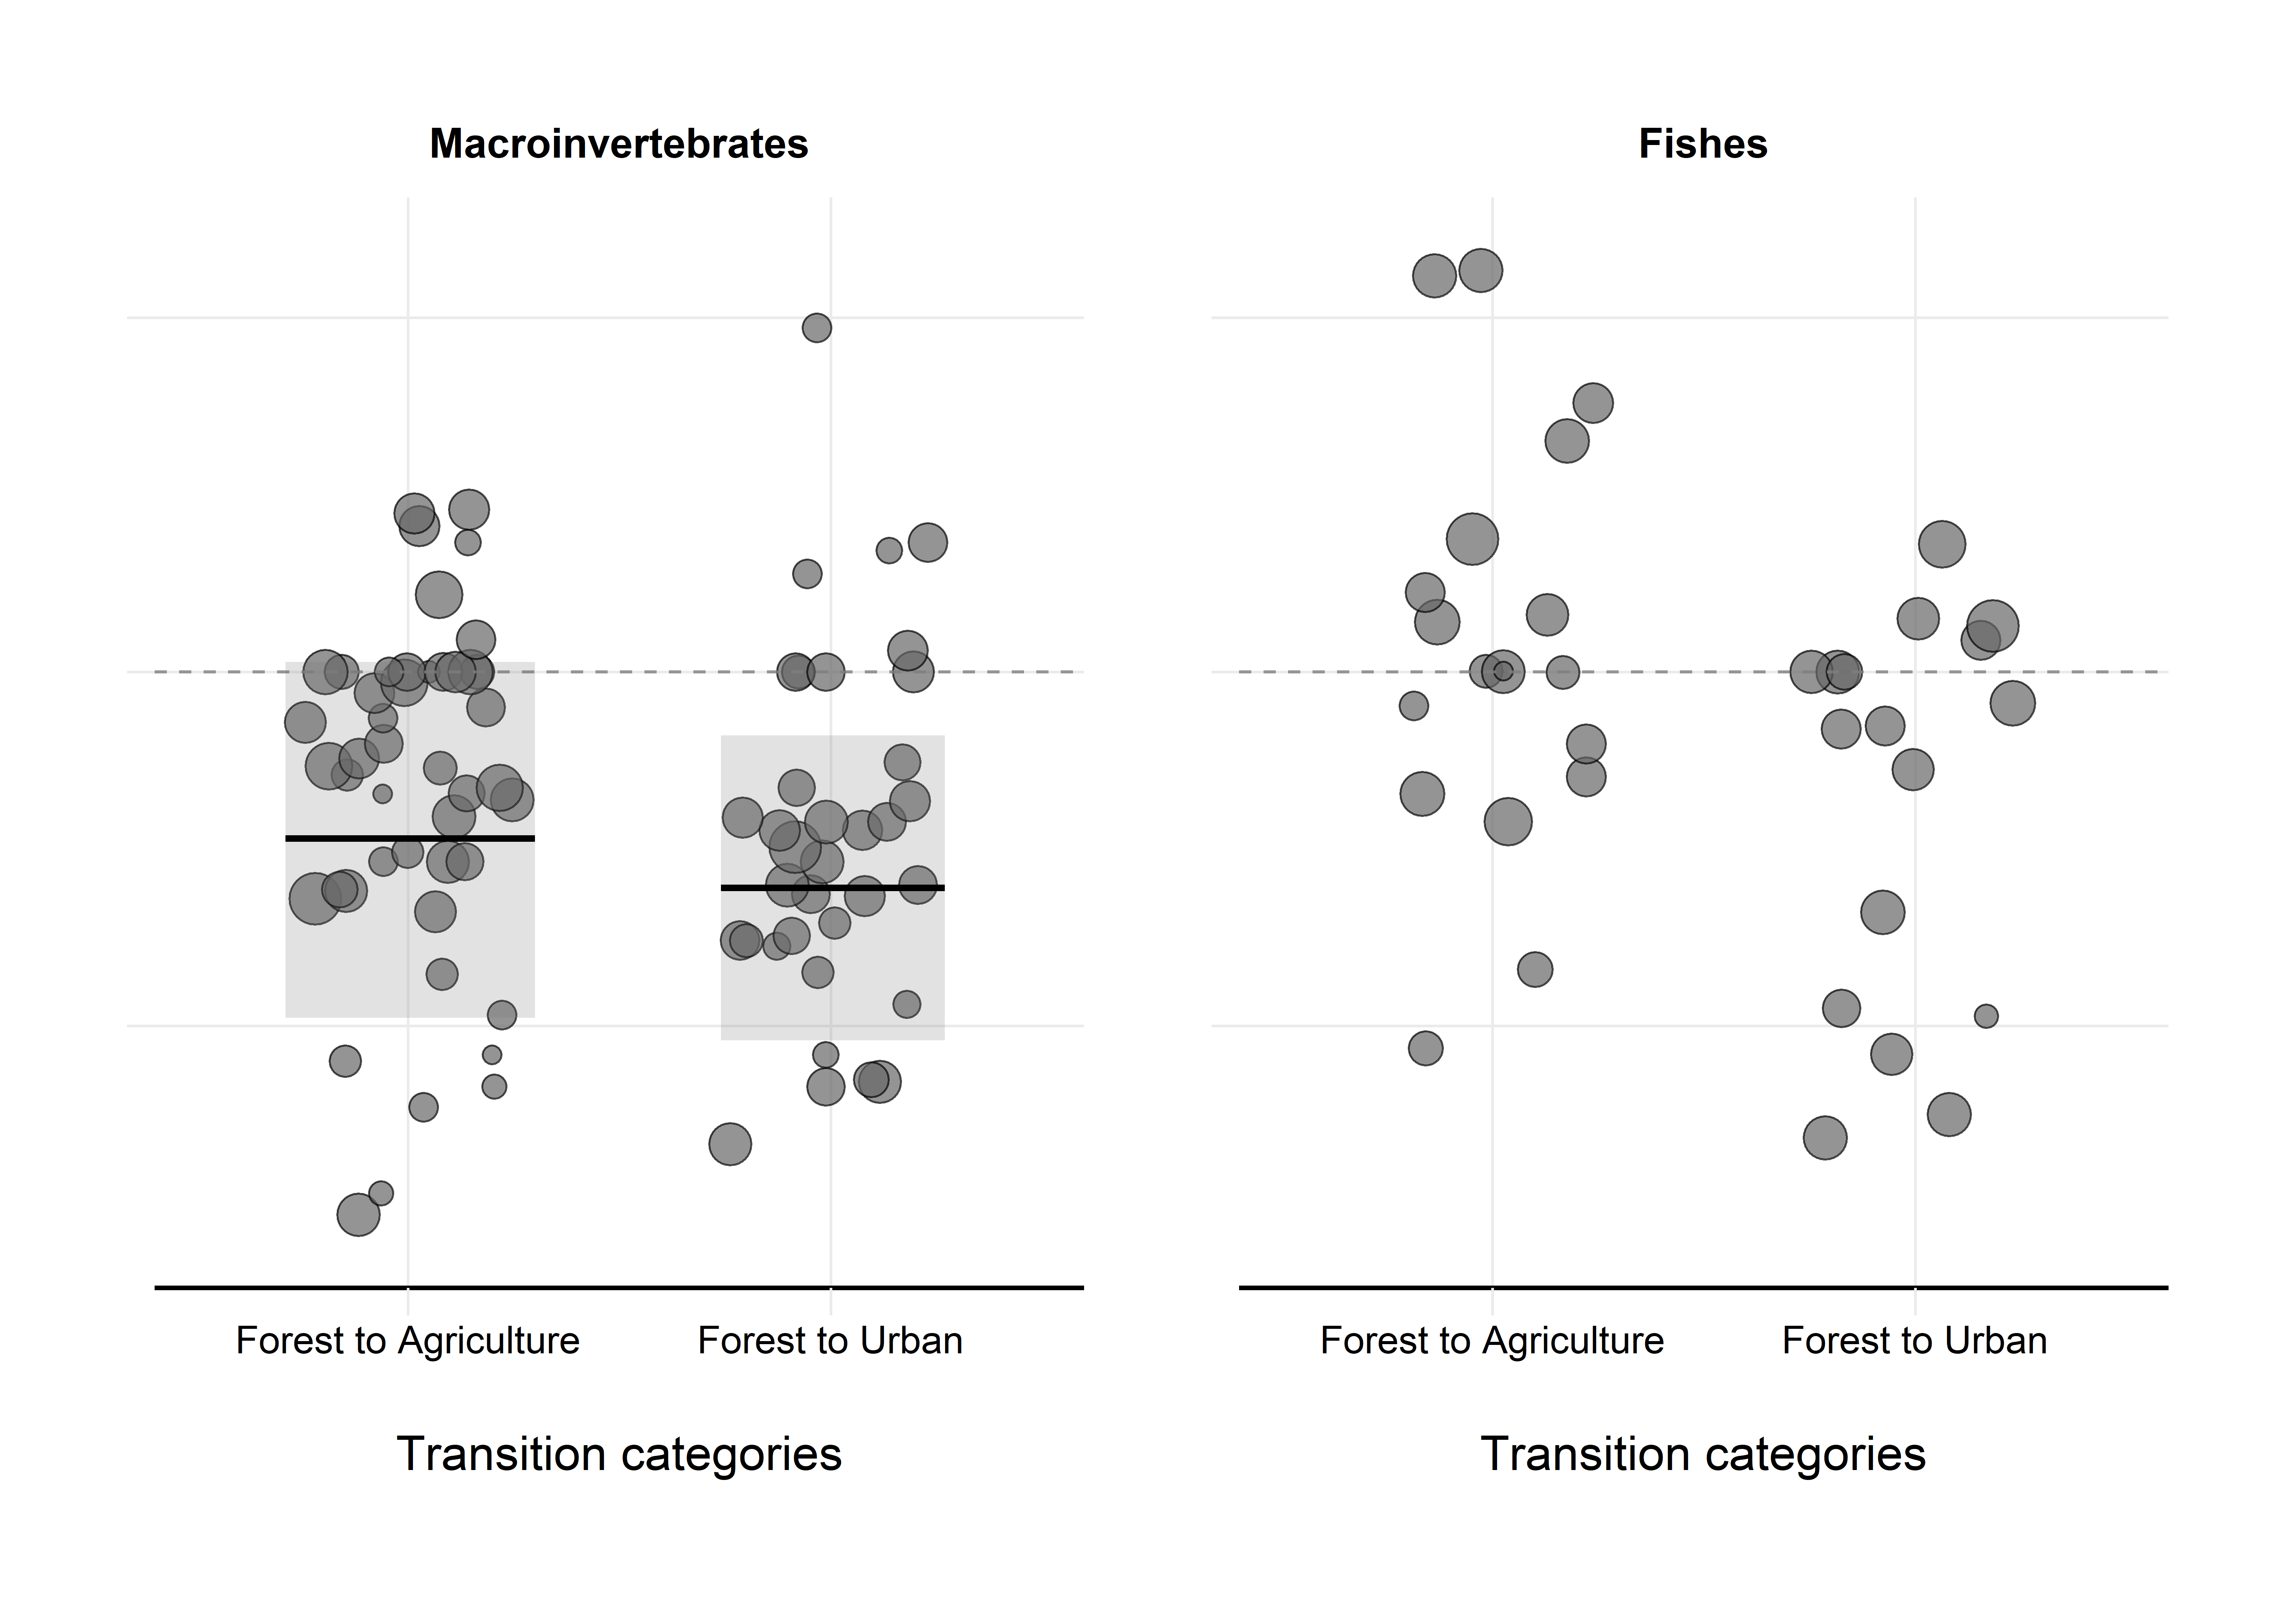 Macroinvertebrates
Fishes
Forest to Agriculture
Forest to Urban
Forest to Agriculture
Forest to Urban
Transition categories
Transition categories